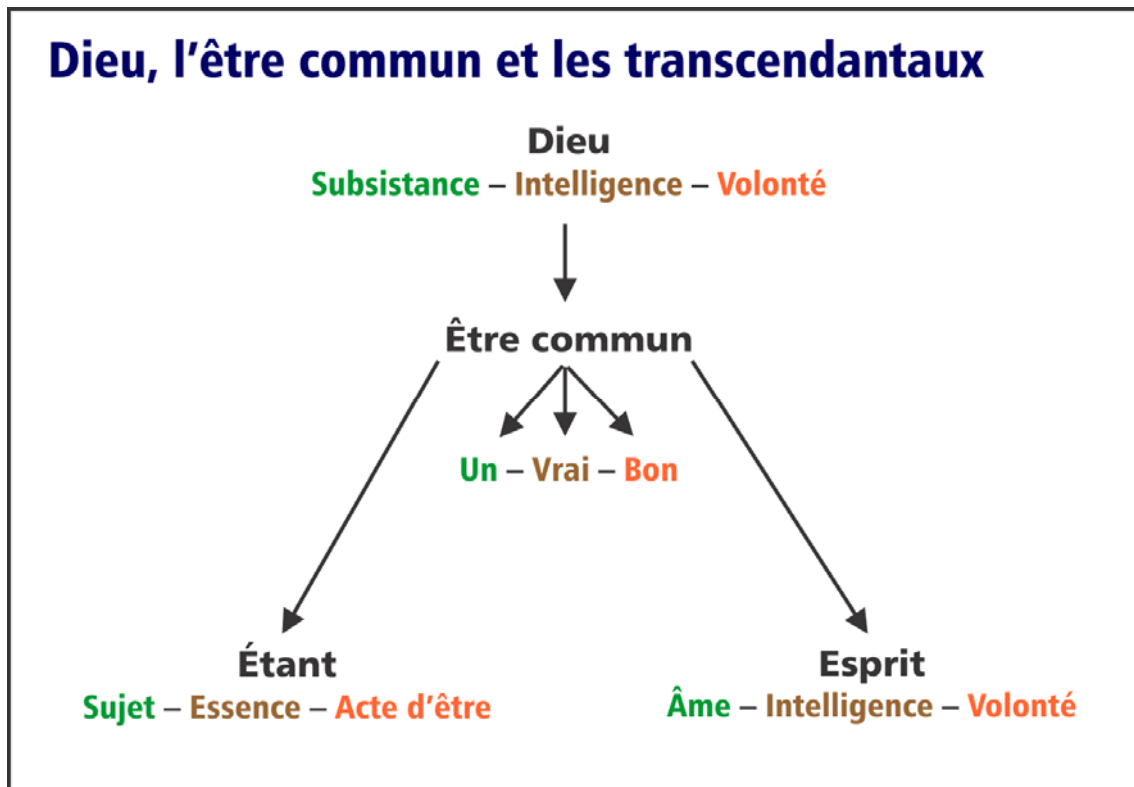 Dieu, l'être commun et les transcendantaux
Dieu
Subsistance – Intelligence – Volonté
Être commun
Un – Vrai – Bon
Étant
Sujet – Essence – Acte d'être
Esprit
Âme – Intelligence – Volonté